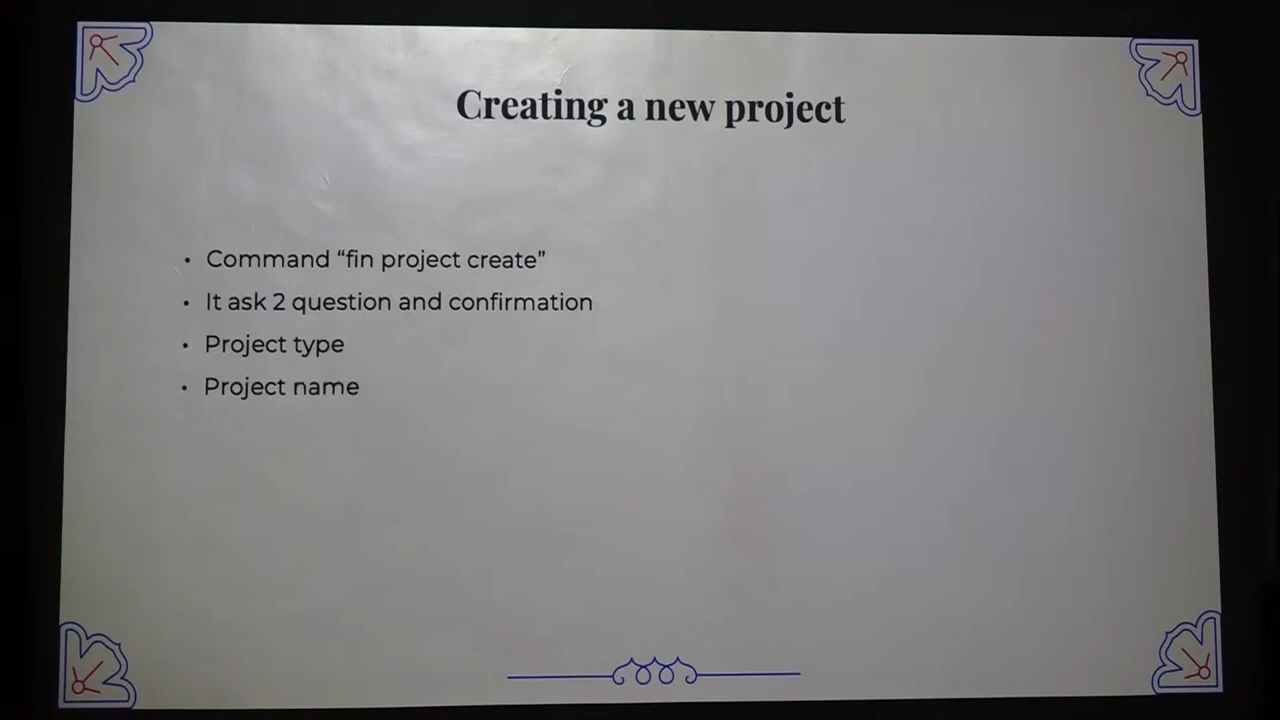 Creating a new project
• Command “fin project create”
• It ask 2 question and confirmation
• Project type
• Project name